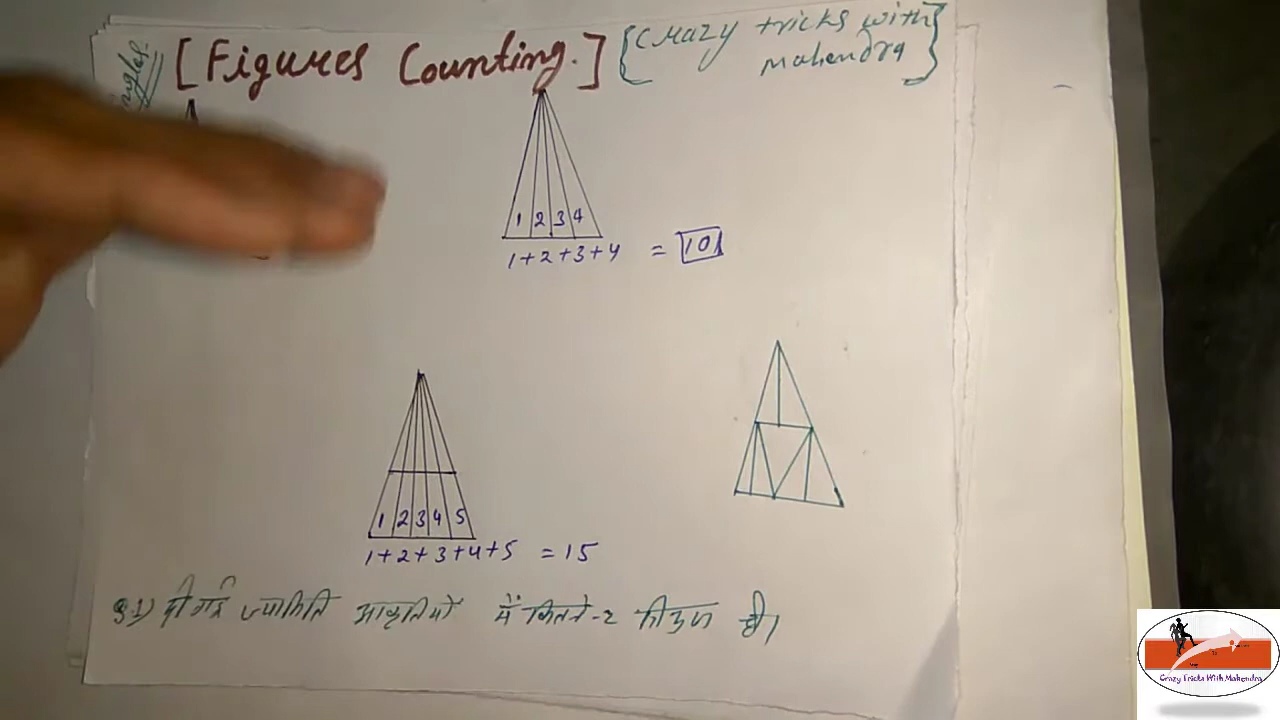 [Figures Counting.]
{Crazy tricks with
Mahendra}
1 2 3 4
1+2+3+4 = 10
1 2 3 4 5
1+2+3+4+5 = 15
दी गई ज्यामिति आकृतियों में कितने-2 त्रिभुज है।
Crazy Tricks With Mahendra